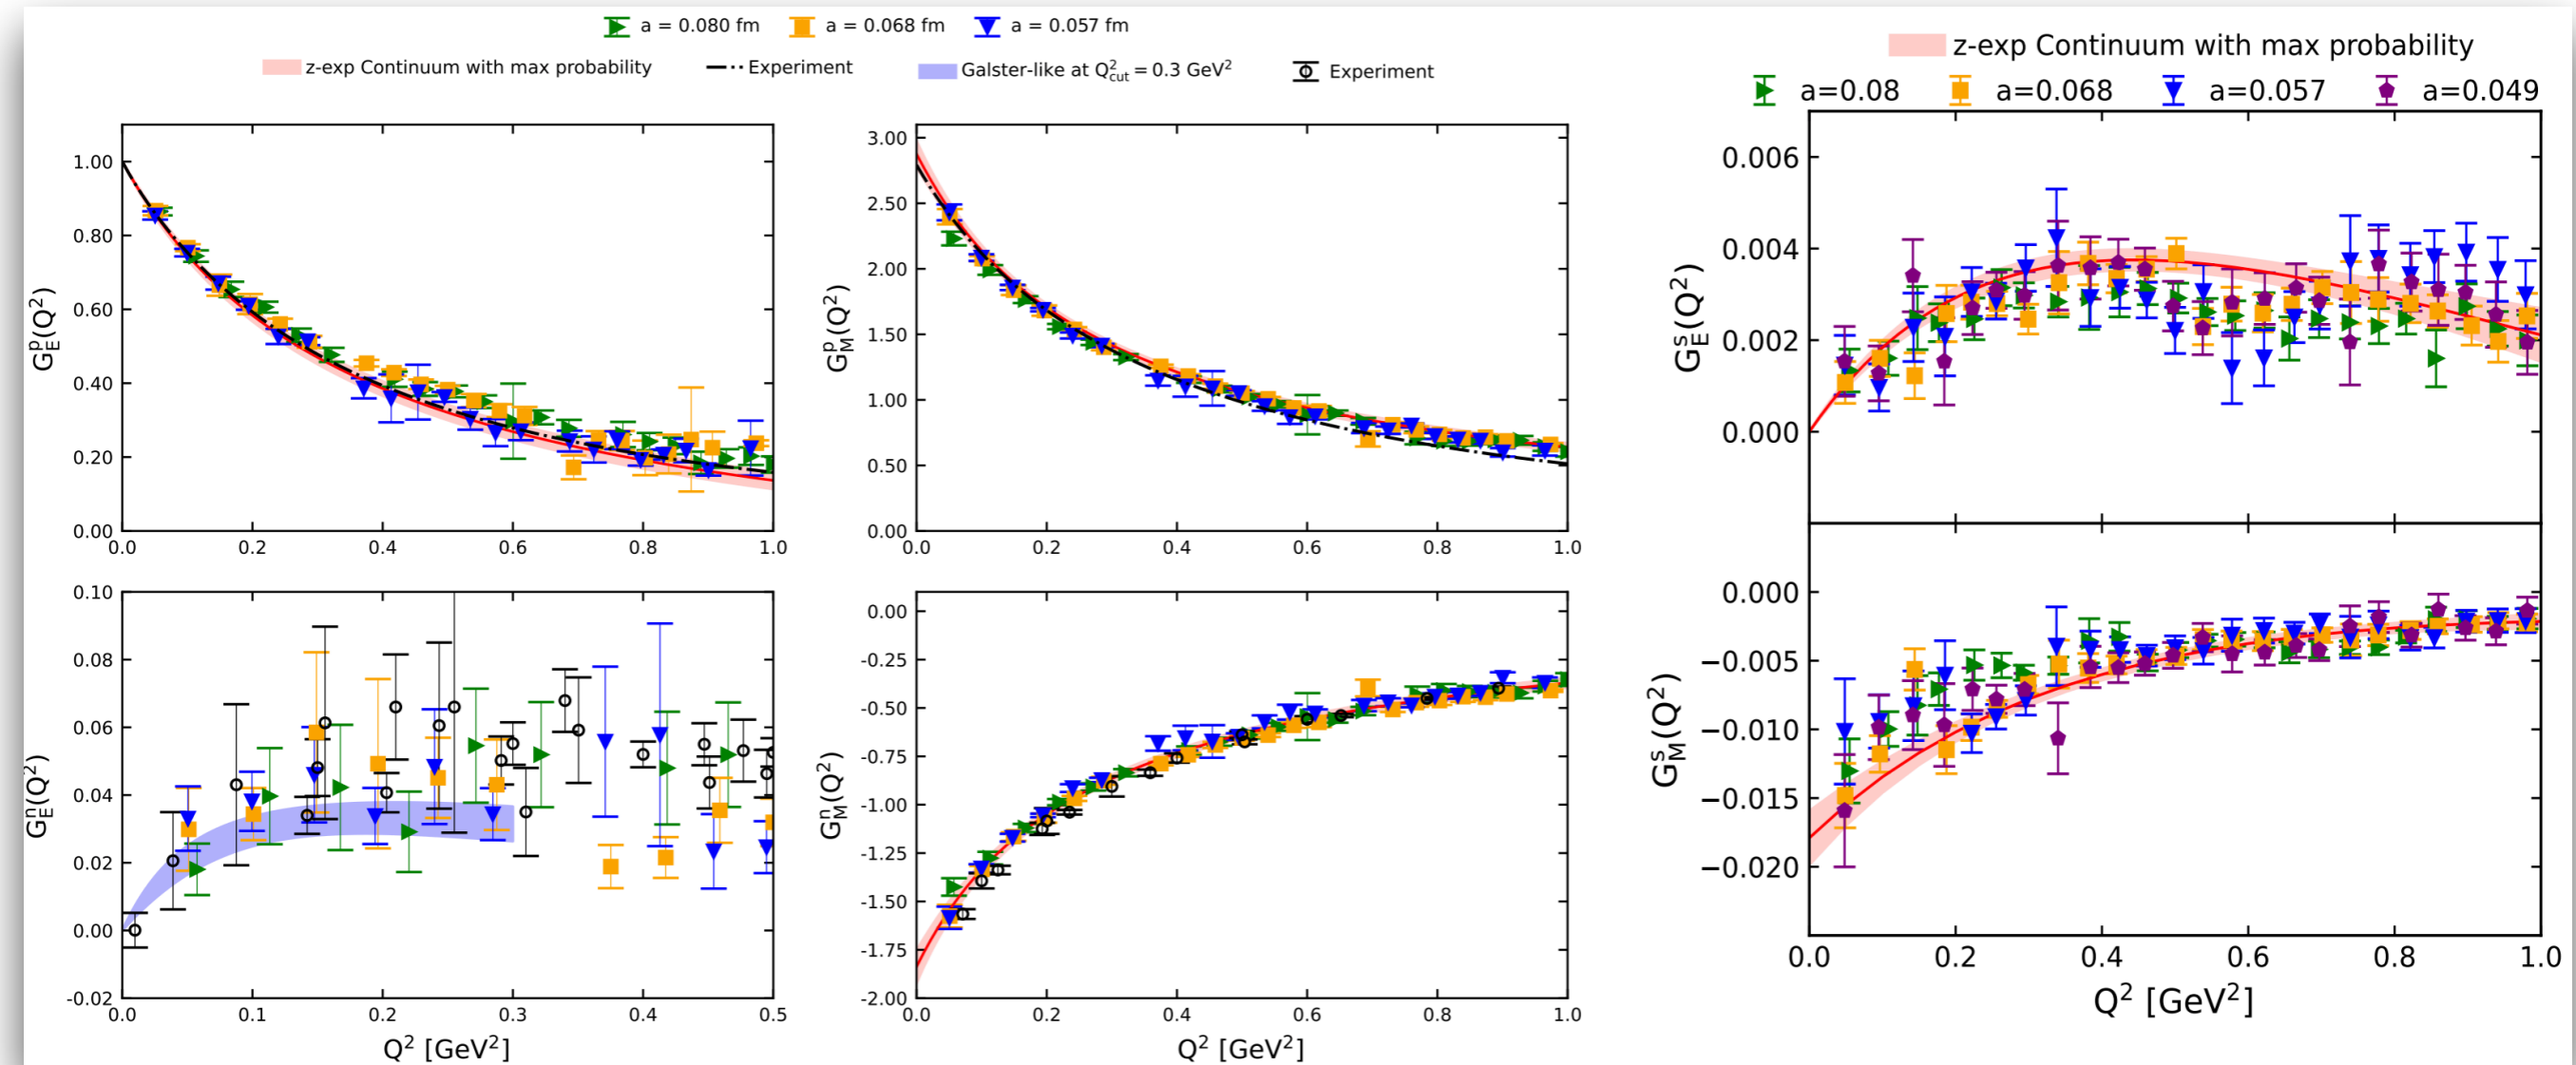 a = 0.080 fm a = 0.068 fm a = 0.057 fm
z-exp Continuum with max probability Experiment Galster-like at Q²cut = 0.3 GeV² Experiment
1.00
0.80
0.60
0.40
0.20
0.00
G^p_E(Q²)
0.0 0.2 0.4 0.6 0.8 1.0
3.00
2.50
2.00
1.50
1.00
0.50
0.00
G^p_M(Q²)
0.0 0.2 0.4 0.6 0.8 1.0
0.10
0.08
0.06
0.04
0.02
0.00
-0.02
G^n_E(Q²)
0.0 0.1 0.2 0.3 0.4 0.5
Q² [GeV²]
0.00
-0.25
-0.50
-0.75
-1.00
-1.25
-1.50
-1.75
-2.00
G^n_M(Q²)
0.0 0.2 0.4 0.6 0.8 1.0
Q² [GeV²]
z-exp Continuum with max probability
a=0.08 a=0.068 a=0.057 a=0.049
0.006
0.004
0.002
0.000
G^s_E(Q²)
0.000
−0.005
−0.010
−0.015
−0.020
G^s_M(Q²)
0.0 0.2 0.4 0.6 0.8 1.0
Q² [GeV²]